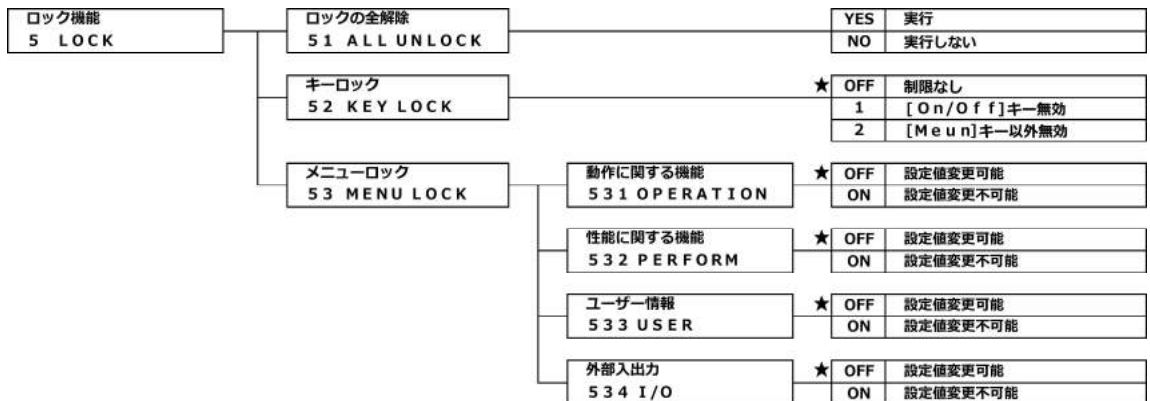 ロック機能
5 LOCK
ロックの全解除
51 ALL UNLOCK
YES 実行
NO 実行しない
キーロック
52 KEY LOCK
★ OFF 制限なし
1 [On/Off]キー無効
2 [Meun]キー以外無効
メニューロック
53 MENU LOCK
動作に関する機能
531 OPERATION
★ OFF 設定値変更可能
ON 設定値変更不可能
性能に関する機能
532 PERFORM
★ OFF 設定値変更可能
ON 設定値変更不可能
ユーザー情報
533 USER
★ OFF 設定値変更可能
ON 設定値変更不可能
外部入出力
534 I/O
★ OFF 設定値変更可能
ON 設定値変更不可能